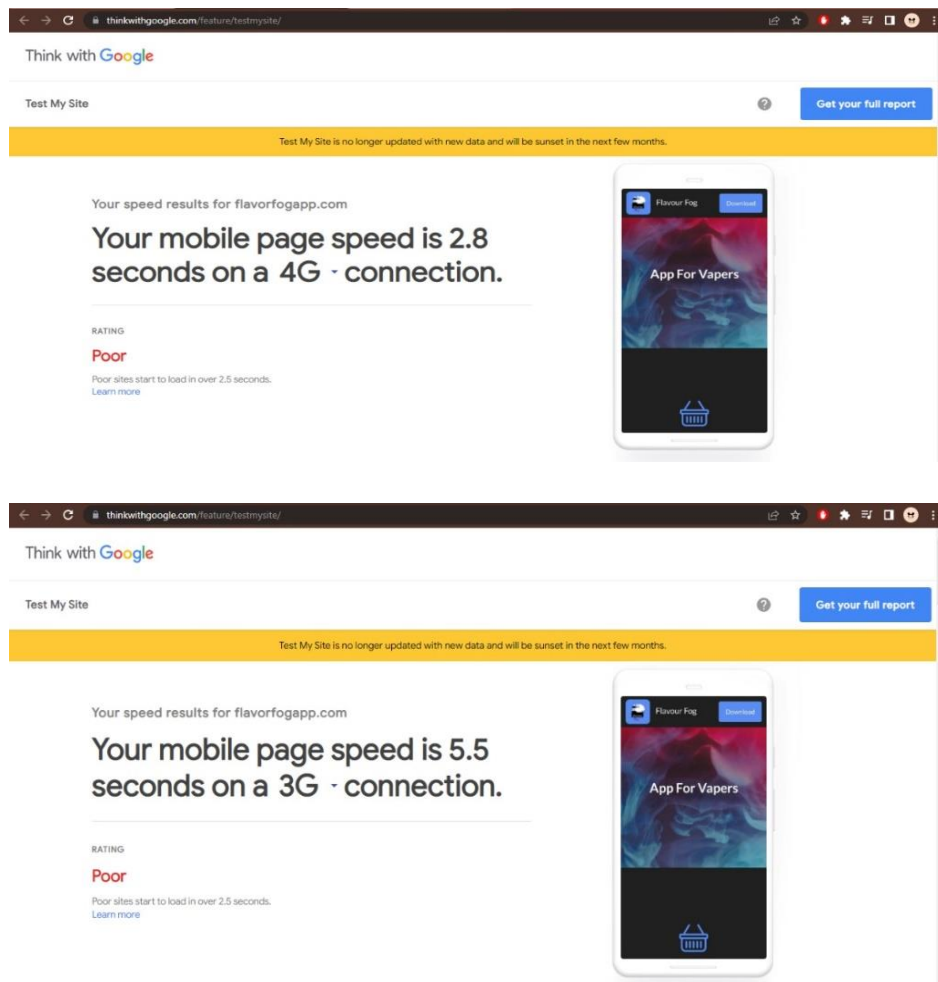 thinkwithgoogle.com/feature/testmysite/
Think with Google
Test My Site
Get your full report
Test My Site is no longer updated with new data and will be sunset in the next few months.
Your speed results for flavorfogapp.com
Your mobile page speed is 2.8
seconds on a 4G connection.
RATING
Poor
Poor sites start to load in over 2.5 seconds.
Learn more
Flavour Fog
Download
App For Vapers
thinkwithgoogle.com/feature/testmysite/
Think with Google
Test My Site
Get your full report
Test My Site is no longer updated with new data and will be sunset in the next few months.
Your speed results for flavorfogapp.com
Your mobile page speed is 5.5
seconds on a 3G connection.
RATING
Poor
Poor sites start to load in over 2.5 seconds.
Learn more
Flavour Fog
Download
App For Vapers